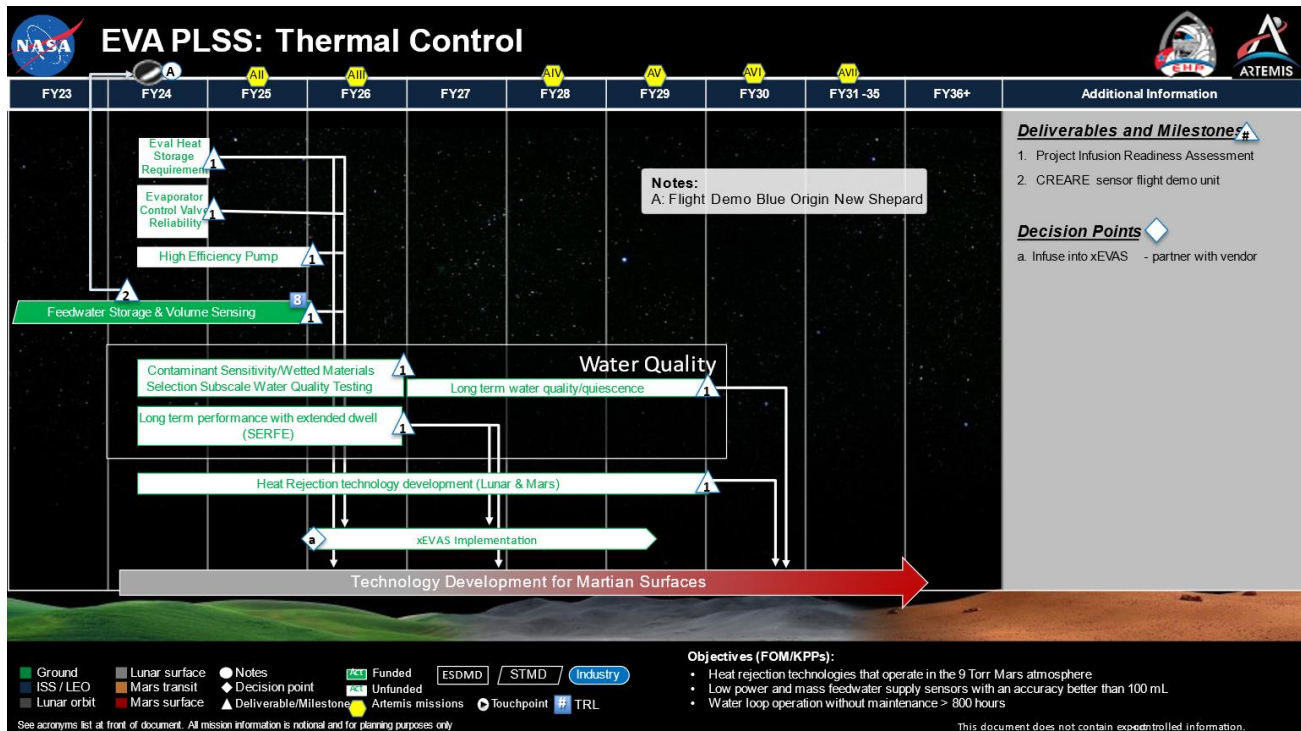 NASA
EVA PLSS: Thermal Control
EHP
ARTEMIS
A
AII
AIII
AIV
AV
AVI
AVII
FY23
FY24
FY25
FY26
FY27
FY28
FY29
FY30
FY31 -35
FY36+
Additional Information
Eval Heat
Storage
Requirement
1
Evaporator
Control Valve
Reliability
1
High Efficiency Pump
1
2
8
Feedwater Storage & Volume Sensing
1
Notes:
A: Flight Demo Blue Origin New Shepard
Water Quality
Contaminant Sensitivity/Wetted Materials
Selection Subscale Water Quality Testing
1
Long term water quality/quiescence
1
Long term performance with extended dwell
(SERFE)
1
Heat Rejection technology development (Lunar & Mars)
1
a
xEVAS Implementation
Technology Development for Martian Surfaces
Deliverables and Milestones
#
1. Project Infusion Readiness Assessment
2. CREARE sensor flight demo unit
Decision Points
a. Infuse into xEVAS - partner with vendor
Ground
ISS / LEO
Lunar orbit
Lunar surface
Mars transit
Mars surface
Notes
Decision point
Deliverable/Milestone
Act Funded
Act Unfunded
Artemis missions
ESDMD
STMD
Industry
Touchpoint
# TRL
See acronyms list at front of document. All mission information is notional and for planning purposes only
Objectives (FOM/KPPs):
• Heat rejection technologies that operate in the 9 Torr Mars atmosphere
• Low power and mass feedwater supply sensors with an accuracy better than 100 mL
• Water loop operation without maintenance > 800 hours
This document does not contain export-controlled information.